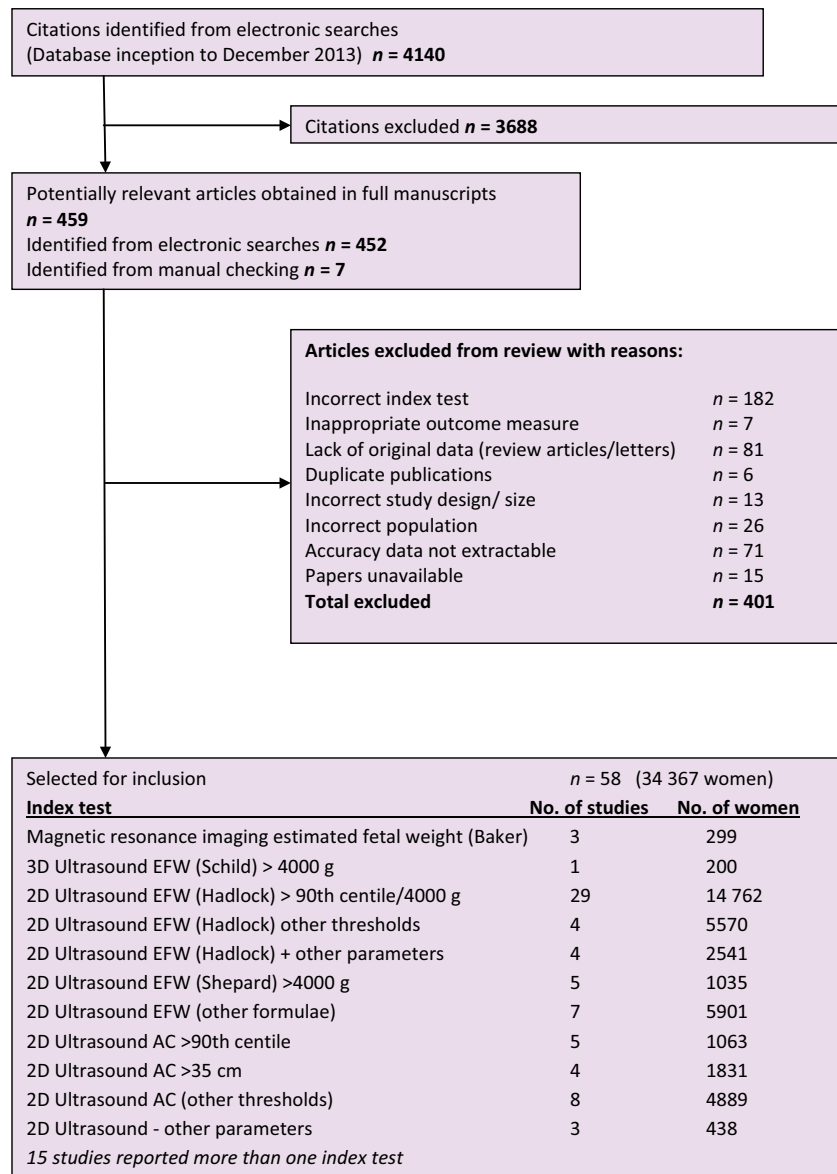 Citations identified from electronic searches
(Database inception to December 2013) n = 4140
Citations excluded n = 3688
Potentially relevant articles obtained in full manuscripts
n = 459
Identified from electronic searches n = 452
Identified from manual checking n = 7
Articles excluded from review with reasons:
Incorrect index test n = 182
Inappropriate outcome measure n = 7
Lack of original data (review articles/letters) n = 81
Duplicate publications n = 6
Incorrect study design/ size n = 13
Incorrect population n = 26
Accuracy data not extractable n = 71
Papers unavailable n = 15
Total excluded n = 401
Selected for inclusion n = 58 (34 367 women)
Index test No. of studies No. of women
Magnetic resonance imaging estimated fetal weight (Baker) 3 299
3D Ultrasound EFW (Schild) > 4000 g 1 200
2D Ultrasound EFW (Hadlock) > 90th centile/4000 g 29 14 762
2D Ultrasound EFW (Hadlock) other thresholds 4 5570
2D Ultrasound EFW (Hadlock) + other parameters 4 2541
2D Ultrasound EFW (Shepard) >4000 g 5 1035
2D Ultrasound EFW (other formulae) 7 5901
2D Ultrasound AC >90th centile 5 1063
2D Ultrasound AC >35 cm 4 1831
2D Ultrasound AC (other thresholds) 8 4889
2D Ultrasound - other parameters 3 438
15 studies reported more than one index test